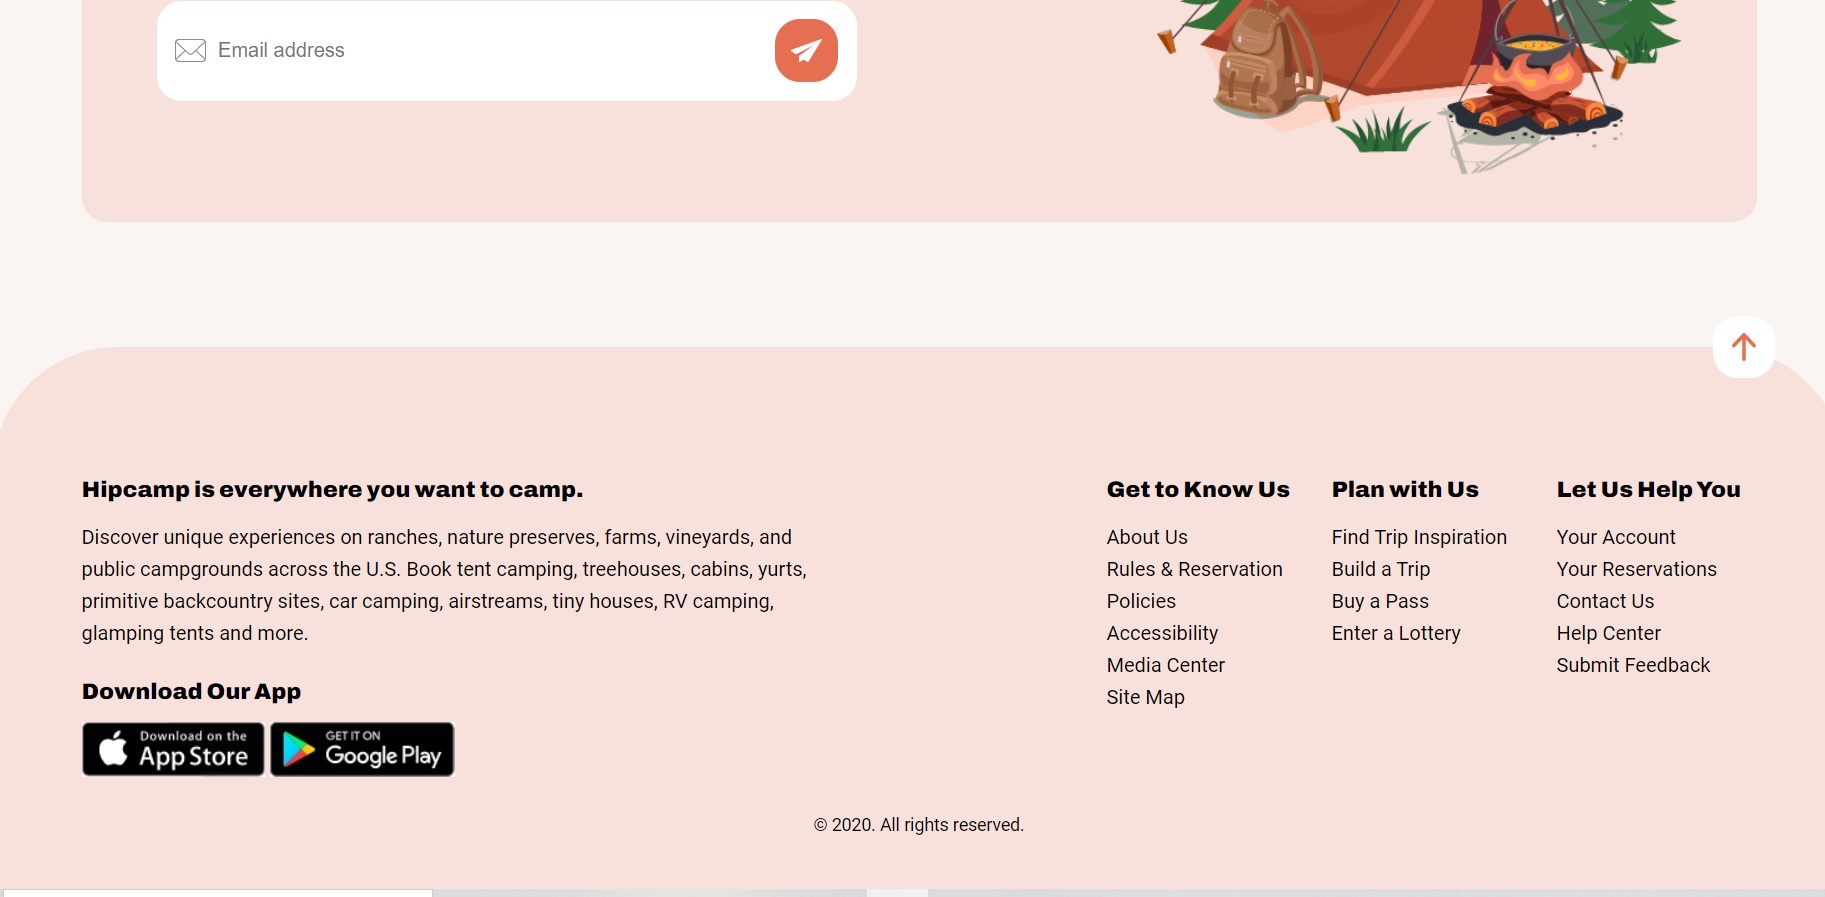 Email address
Hipcamp is everywhere you want to camp.
Discover unique experiences on ranches, nature preserves, farms, vineyards, and
public campgrounds across the U.S. Book tent camping, treehouses, cabins, yurts,
primitive backcountry sites, car camping, airstreams, tiny houses, RV camping,
glamping tents and more.
Download Our App
Download on the
App Store
GET IT ON
Google Play
Get to Know Us
About Us
Rules & Reservation
Policies
Accessibility
Media Center
Site Map
Plan with Us
Find Trip Inspiration
Build a Trip
Buy a Pass
Enter a Lottery
Let Us Help You
Your Account
Your Reservations
Contact Us
Help Center
Submit Feedback
© 2020. All rights reserved.